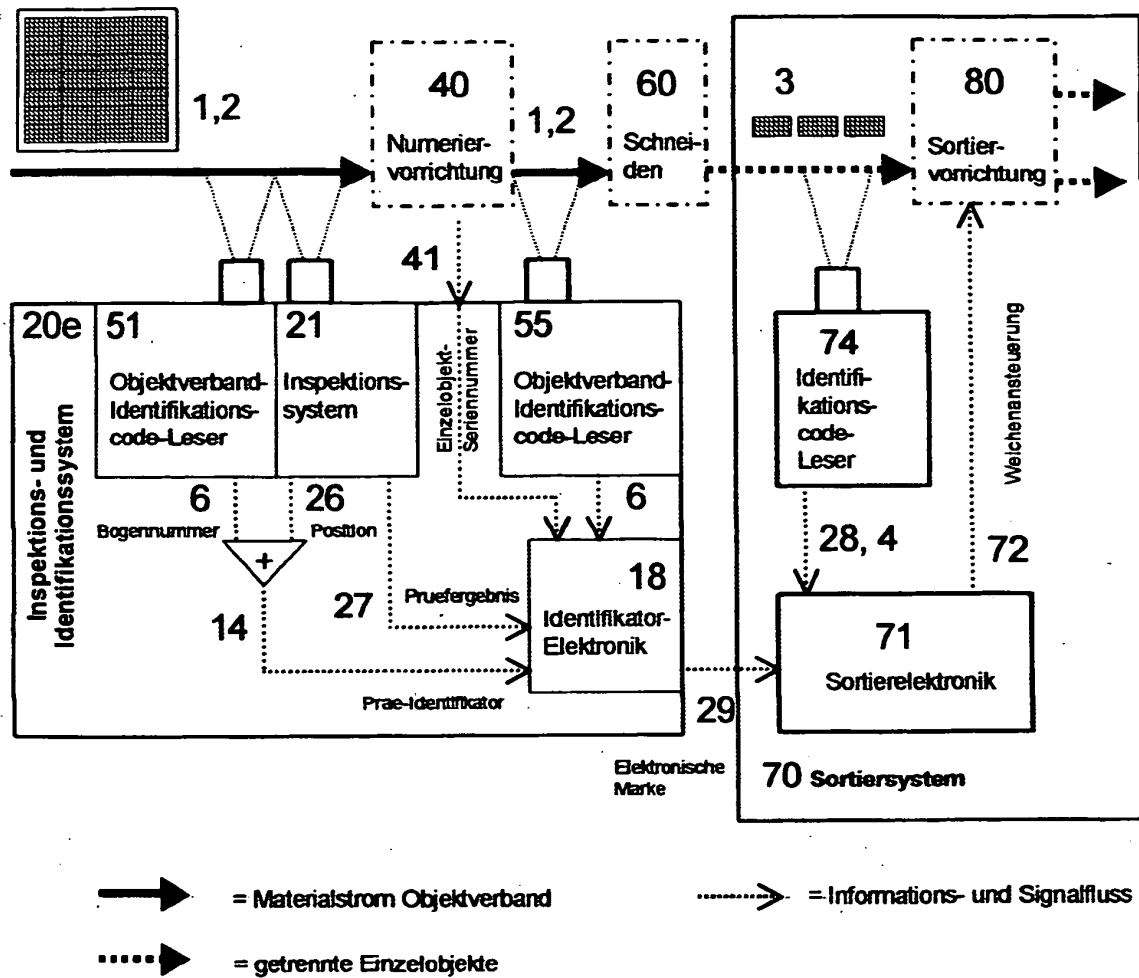 1,2
40
Numerier-
vorrichtung
1,2
60
Schnei-
den
3
80
Sortier-
vorrichtung
41
20e
Inspektions- und
Identifikationssystem
51
Objektverband-
Identifikations-
code-Leser
21
Inspektions-
system
Einzelobjekt-
Seriennummer
55
Objektverband-
Identifikations-
code-Leser
74
Identifi-
kations-
code-
Leser
Weichenansteuerung
6
Bogennummer
26
Position
6
+
14
27
Pruefergebnis
18
Identifikator-
Elektronik
28, 4
72
71
Sortierelektronik
Prae-Identifikator
29
Elektronische
Marke
70 Sortiersystem
= Materialstrom Objektverband
= Informations- und Signalfluss
= getrennte Einzelobjekte